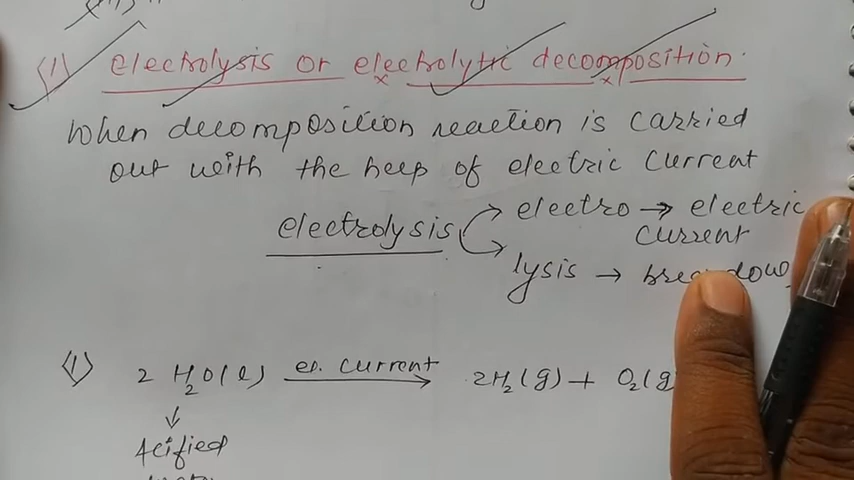 (1) electrolysis or electrolytic decomposition.
When decomposition reaction is carried
out with the heep of electric current
electrolysis → electro → electric
current
→ lysis →
(1) 2 H2O(l) el. current → 2H2(g) + O2(g
↓
Acified